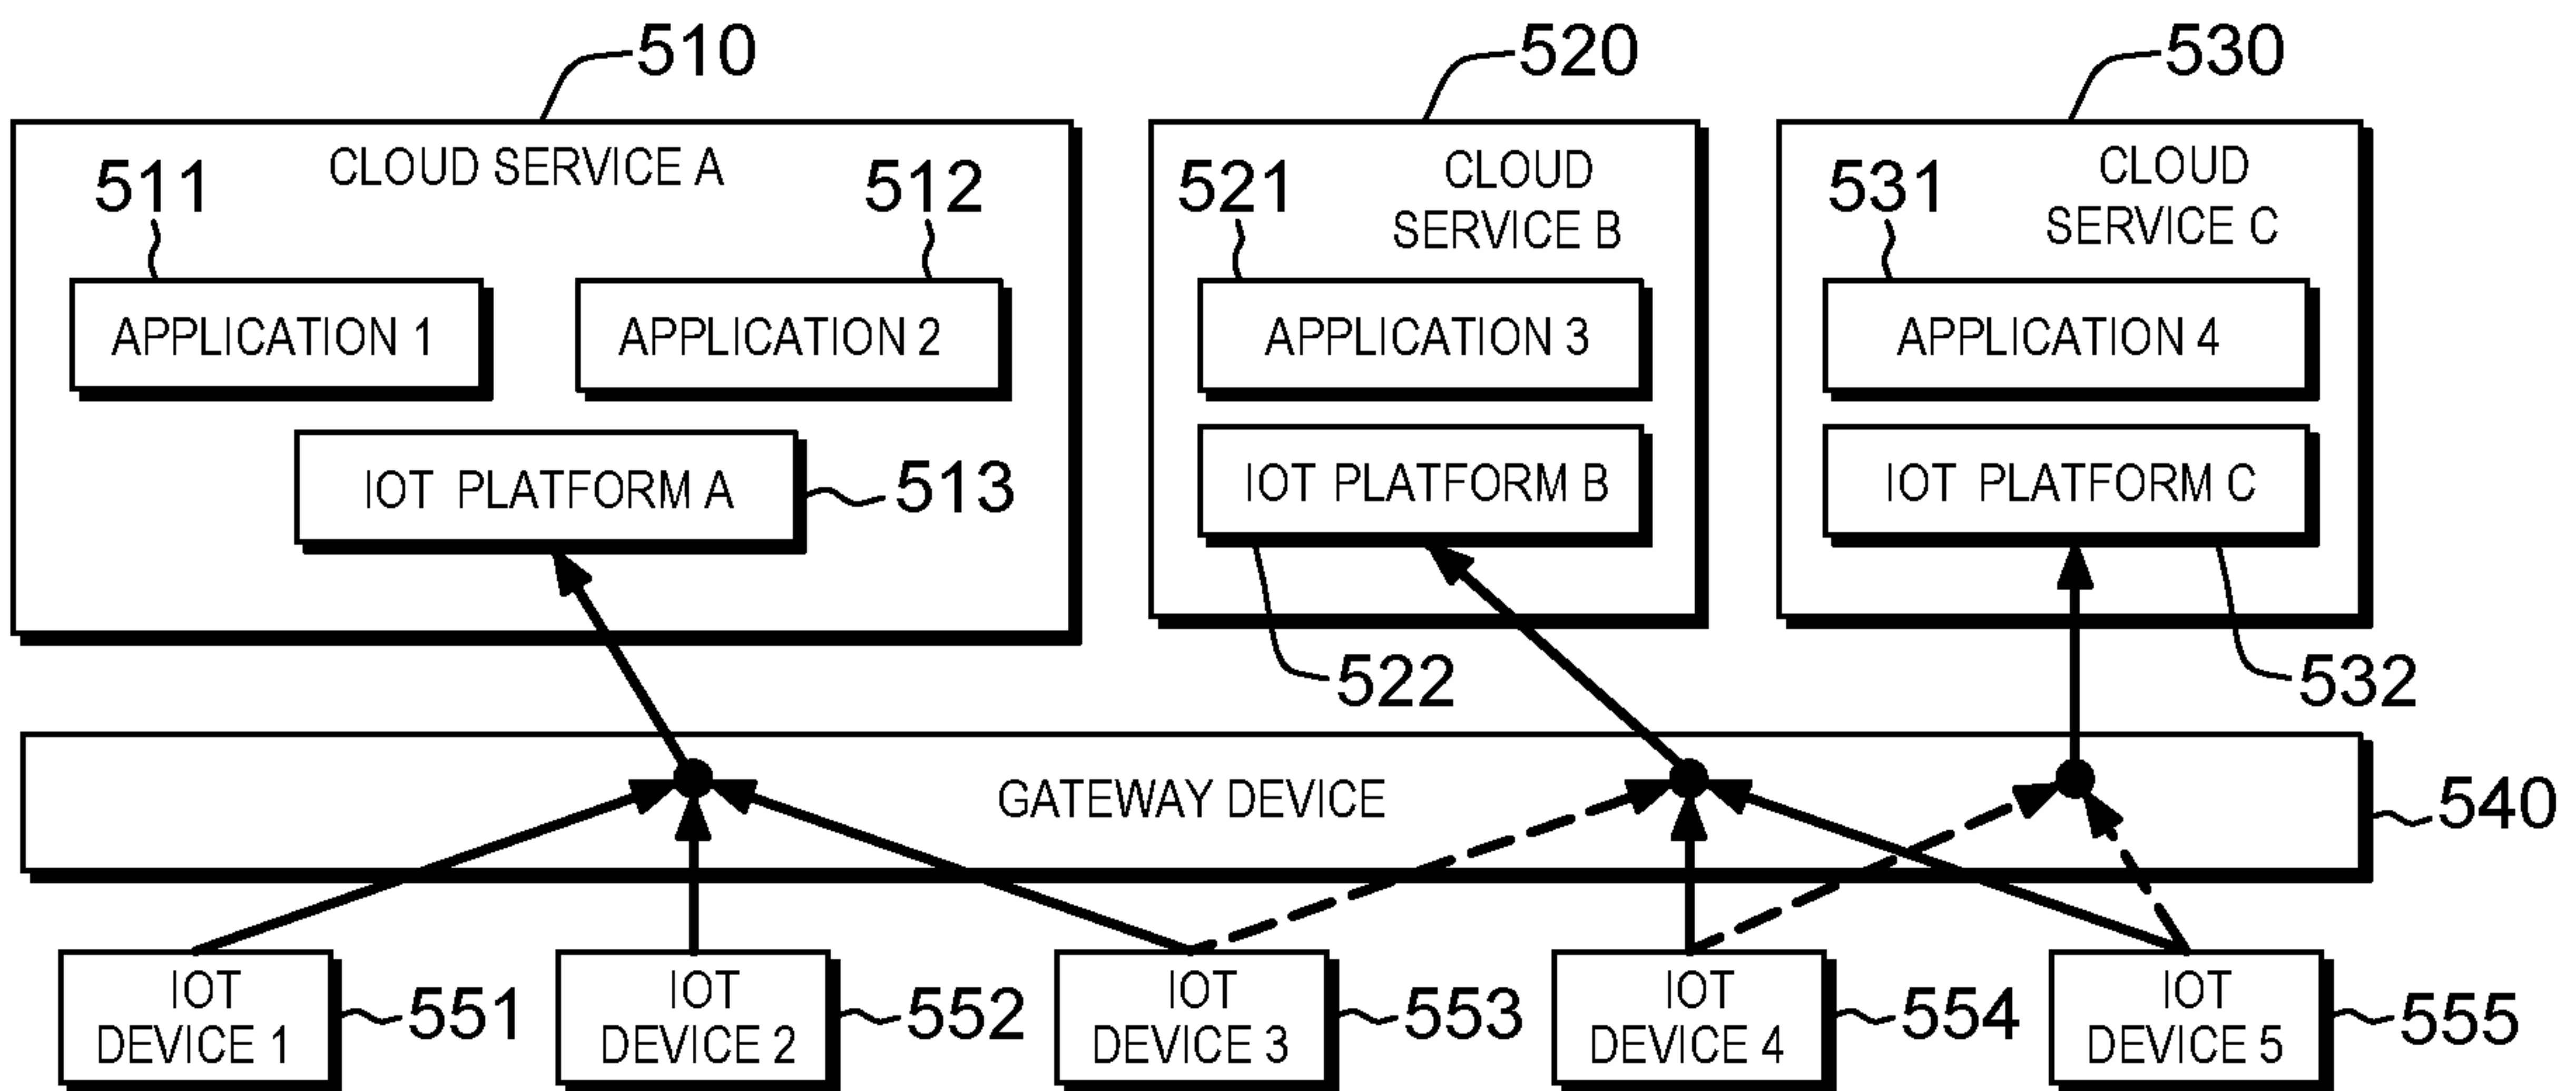 510
520
530
CLOUD SERVICE A
511
512
APPLICATION 1
APPLICATION 2
IOT PLATFORM A
513
CLOUD
SERVICE B
521
APPLICATION 3
IOT PLATFORM B
522
CLOUD
SERVICE C
531
APPLICATION 4
IOT PLATFORM C
532
GATEWAY DEVICE
540
IOT
DEVICE 1
551
IOT
DEVICE 2
552
IOT
DEVICE 3
553
IOT
DEVICE 4
554
IOT
DEVICE 5
555